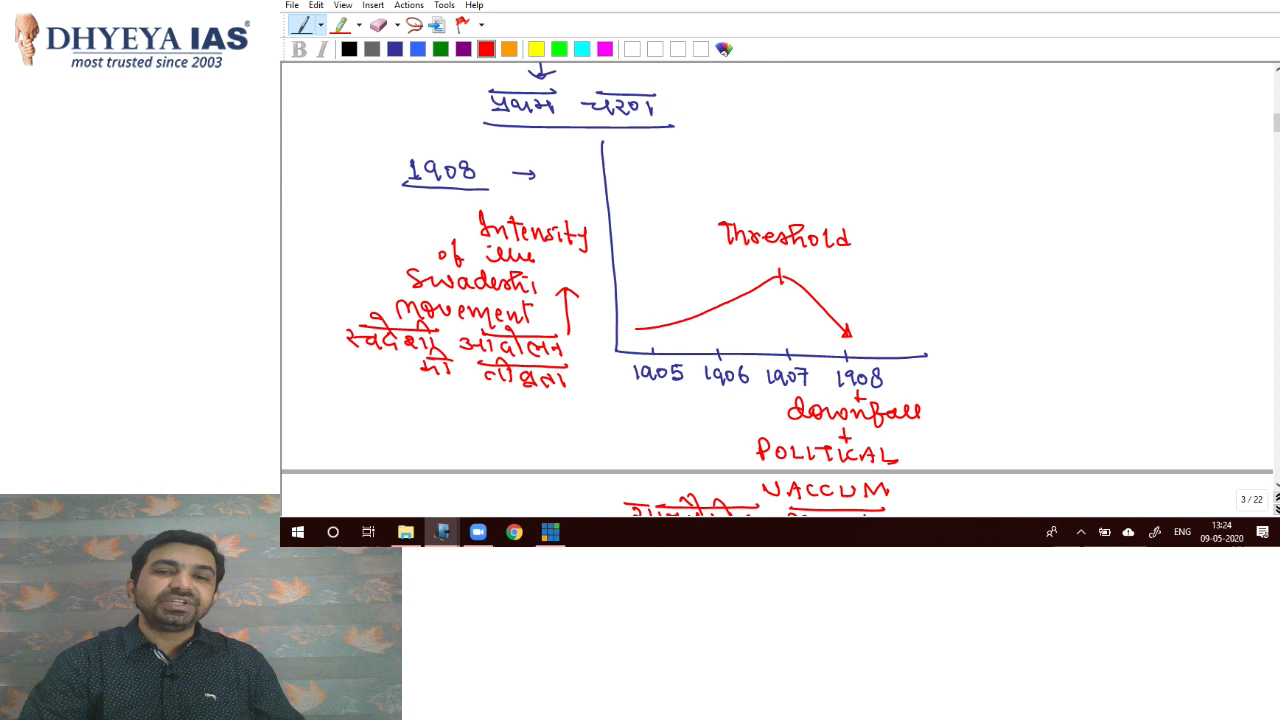 DHYEYA IAS®
most trusted since 2003
File Edit View Insert Actions Tools Help
B I
प्रथम चरण
1908 →
Intensity
of the
Swadeshi
Movement
स्वदेशी आंदोलन
की तीव्रता
Threshold
1905 1906 1907 1908
downfall
POLITICAL
VACCUM
3 / 22
ENG
13:24
09-05-2020